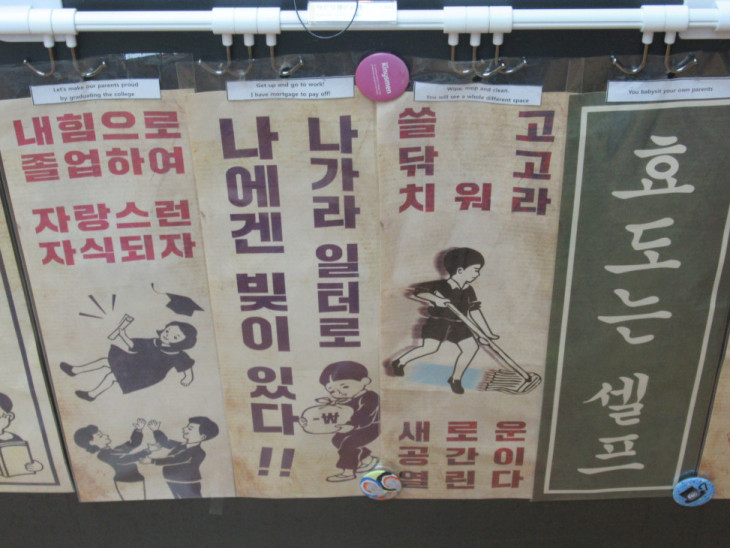 Let's make our parents proud
by graduating the college
내힘으로
졸업하여
자랑스런
자식되자
Get up and go to work!
I have mortgage to pay off!
나가라 일터로
나에겐 빚이 있다!!
-₩
Wipe, mop and clean.
You will see a whole different space
쓸 고
닦 고
치 워 라
새 로 운
공 간 이
열 린 다
You babysit your own parents
효도는 셀프